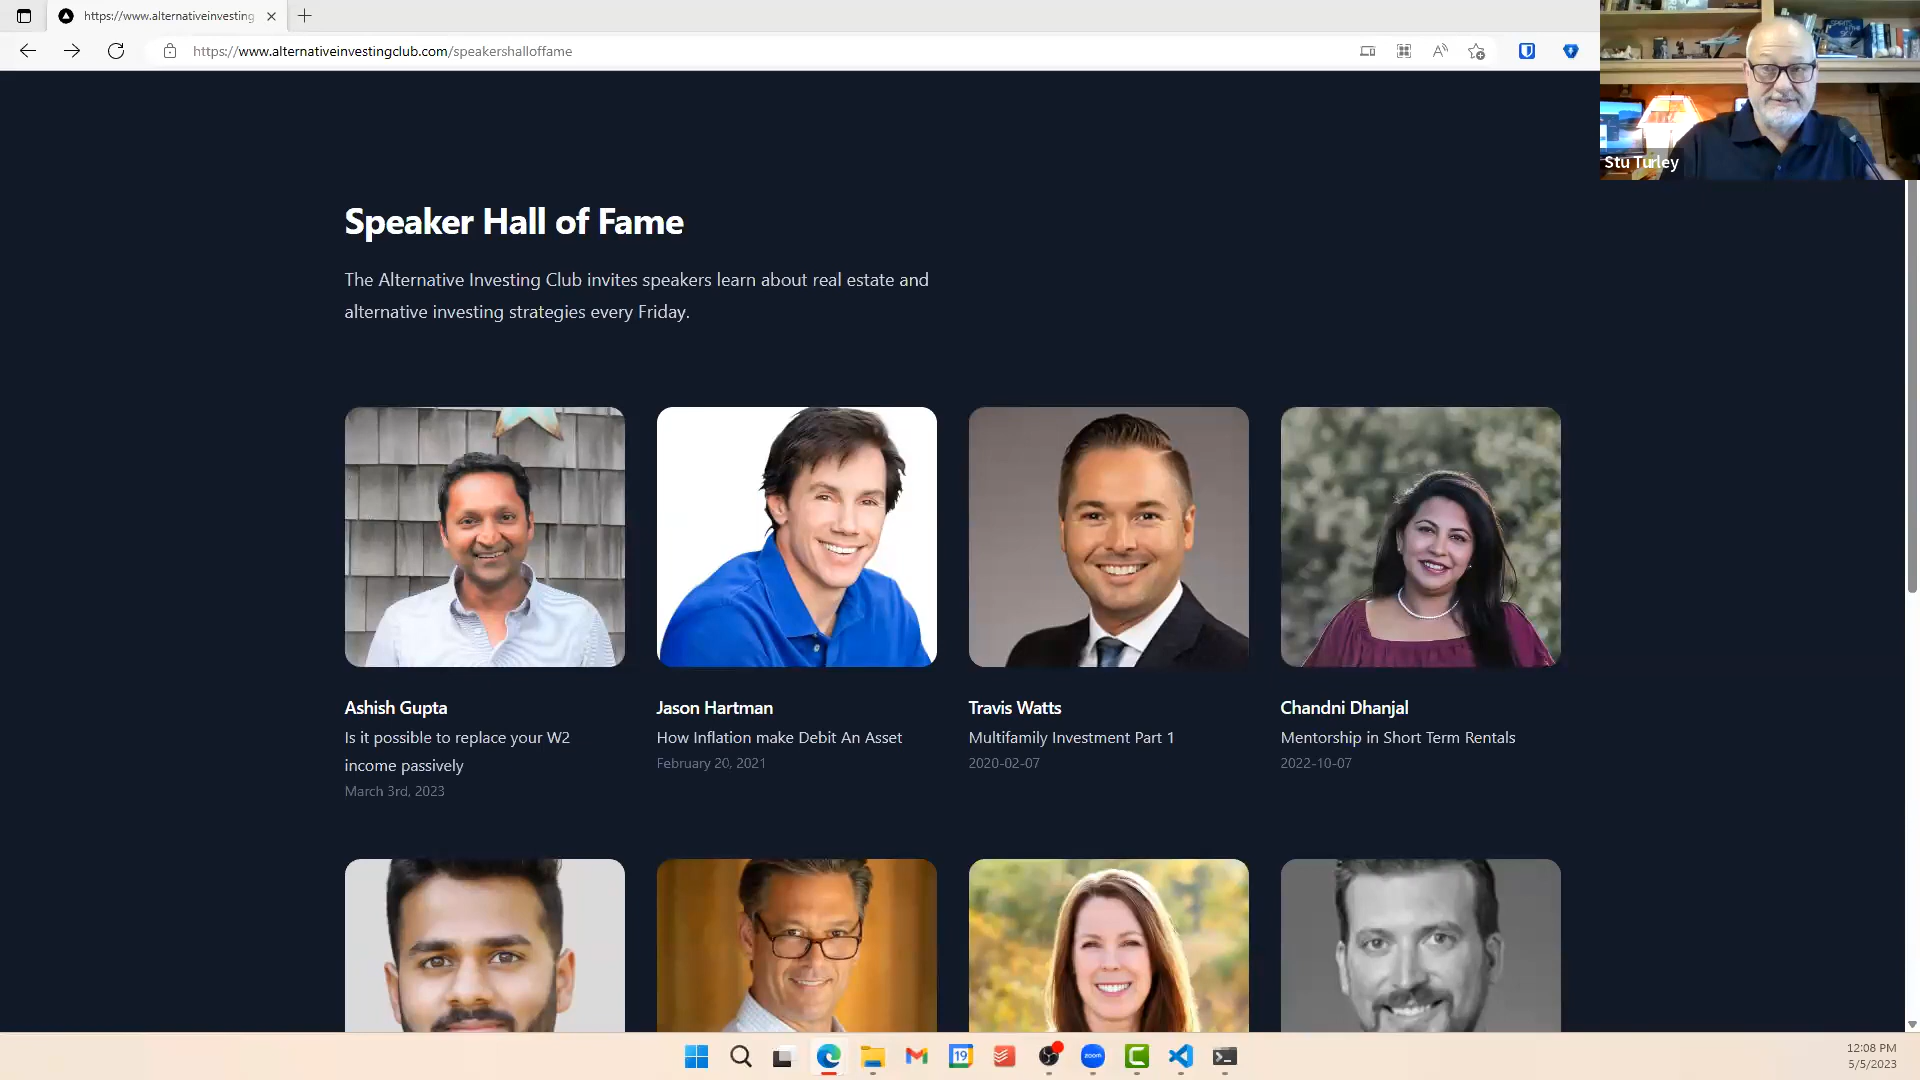 https://www.alternativeinvesting
https://www.alternativeinvestingclub.com/speakershalloffame
Stu Turley
Speaker Hall of Fame
The Alternative Investing Club invites speakers learn about real estate and
alternative investing strategies every Friday.
Ashish Gupta
Is it possible to replace your W2
income passively
March 3rd, 2023
Jason Hartman
How Inflation make Debit An Asset
February 20, 2021
Travis Watts
Multifamily Investment Part 1
2020-02-07
Chandni Dhanjal
Mentorship in Short Term Rentals
2022-10-07
19
zoom
12:08 PM
5/5/2023